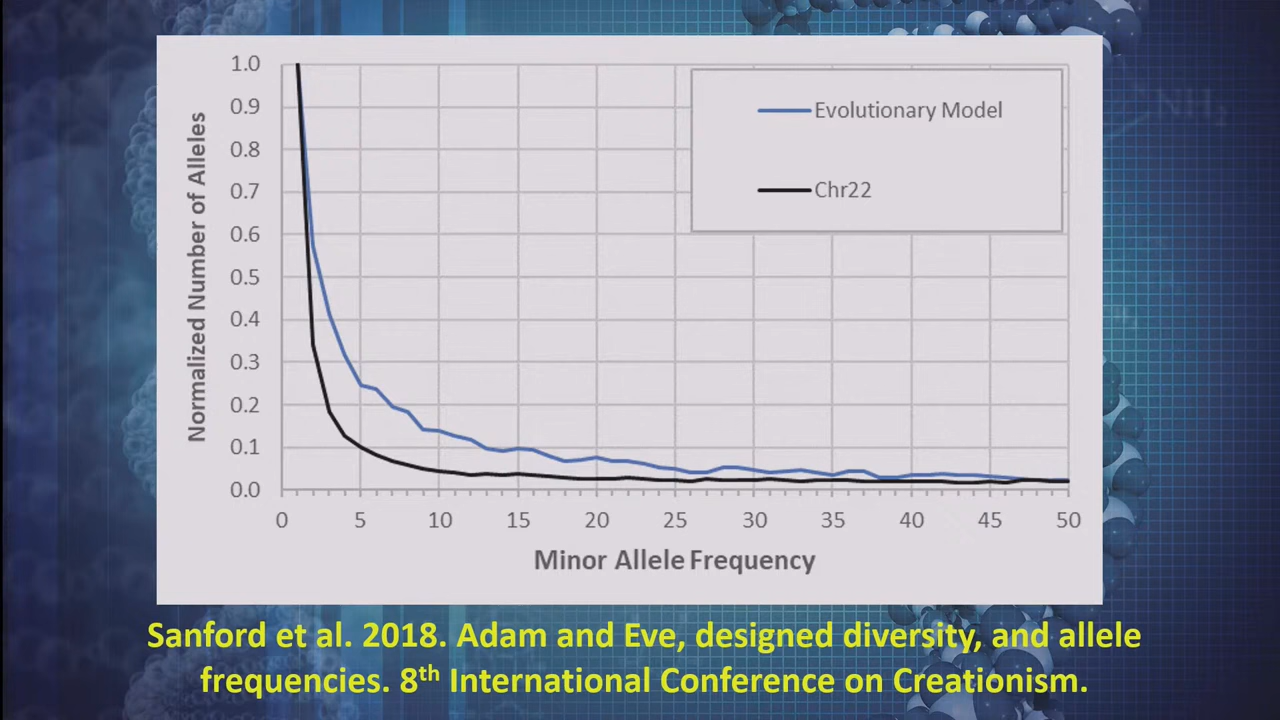 1.0
0.9
0.8
0.7
0.6
0.5
0.4
0.3
0.2
0.1
0.0
Normalized Number of Alleles
Evolutionary Model
Chr22
0 5 10 15 20 25 30 35 40 45 50
Minor Allele Frequency
NH₂
Sanford et al. 2018. Adam and Eve, designed diversity, and allele
frequencies. 8th International Conference on Creationism.